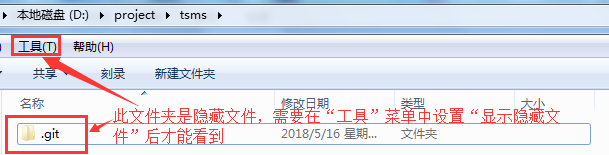 本地磁盘 (D:) ▸ project ▸ tsms ▸
工具(T) 帮助(H)
共享 刻录 新建文件夹
名称 修改日期 类型 大小
此文件夹是隐藏文件，需要在“工具”菜单中设置“显示隐藏文
.git 2018/5/16 星期... 文件夹
件”后才能看到